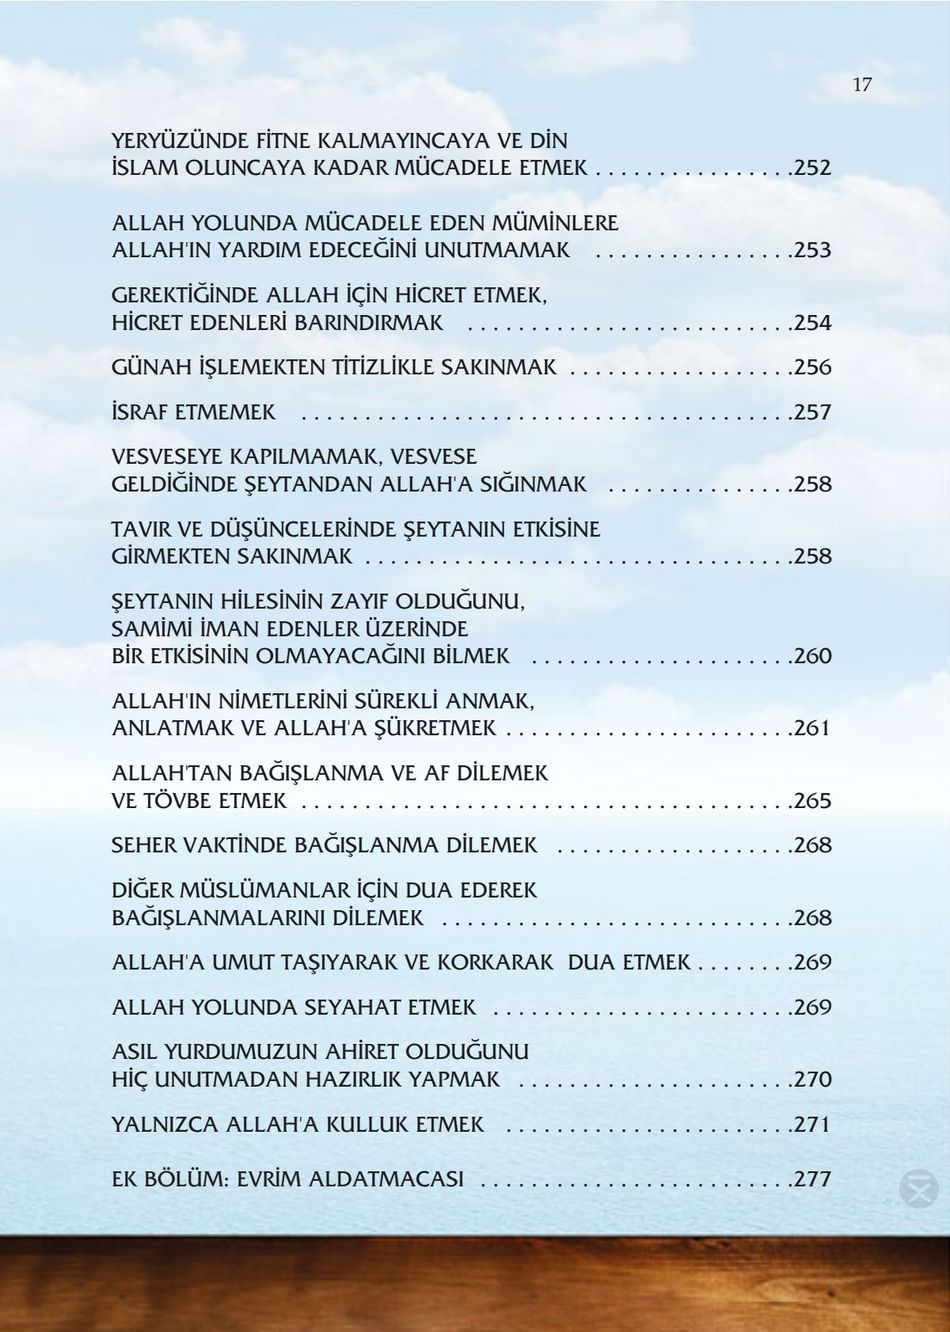 17
YERYÜZÜNDE FİTNE KALMAYINCAYA VE DİN
İSLAM OLUNCAYA KADAR MÜCADELE ETMEK . . . . . . . . . . . . . . . .252
ALLAH YOLUNDA MÜCADELE EDEN MÜMİNLERE
ALLAH'IN YARDIM EDECEĞİNİ UNUTMAMAK . . . . . . . . . . . . . . . .253
GEREKTİĞİNDE ALLAH İÇİN HİCRET ETMEK,
HİCRET EDENLERİ BARINDIRMAK . . . . . . . . . . . . . . . . . . . . . . . . . .254
GÜNAH İŞLEMEKTEN TİTİZLİKLE SAKINMAK . . . . . . . . . . . . . . . . . .256
İSRAF ETMEMEK . . . . . . . . . . . . . . . . . . . . . . . . . . . . . . . . . . . . . . .257
VESVESEYE KAPILMAMAK, VESVESE
GELDİĞİNDE ŞEYTANDAN ALLAH'A SIĞINMAK . . . . . . . . . . . . . . .258
TAVIR VE DÜŞÜNCELERİNDE ŞEYTANIN ETKİSİNE
GİRMEKTEN SAKINMAK . . . . . . . . . . . . . . . . . . . . . . . . . . . . . . . . . .258
ŞEYTANIN HİLESİNİN ZAYIF OLDUĞUNU,
SAMİMİ İMAN EDENLER ÜZERİNDE
BİR ETKİSİNİN OLMAYACAĞINI BİLMEK . . . . . . . . . . . . . . . . . . . . .260
ALLAH'IN NİMETLERİNİ SÜREKLİ ANMAK,
ANLATMAK VE ALLAH'A ŞÜKRETMEK . . . . . . . . . . . . . . . . . . . . . . .261
ALLAH'TAN BAĞIŞLANMA VE AF DİLEMEK
VE TÖVBE ETMEK . . . . . . . . . . . . . . . . . . . . . . . . . . . . . . . . . . . . . . .265
SEHER VAKTİNDE BAĞIŞLANMA DİLEMEK . . . . . . . . . . . . . . . . . . .268
DİĞER MÜSLÜMANLAR İÇİN DUA EDEREK
BAĞIŞLANMALARINI DİLEMEK . . . . . . . . . . . . . . . . . . . . . . . . . . . .268
ALLAH'A UMUT TAŞIYARAK VE KORKARAK DUA ETMEK . . . . . . . .269
ALLAH YOLUNDA SEYAHAT ETMEK . . . . . . . . . . . . . . . . . . . . . . . .269
ASIL YURDUMUZUN AHİRET OLDUĞUNU
HİÇ UNUTMADAN HAZIRLIK YAPMAK . . . . . . . . . . . . . . . . . . . . . .270
YALNIZCA ALLAH'A KULLUK ETMEK . . . . . . . . . . . . . . . . . . . . . . .271
EK BÖLÜM: EVRİM ALDATMACASI . . . . . . . . . . . . . . . . . . . . . . . . .277